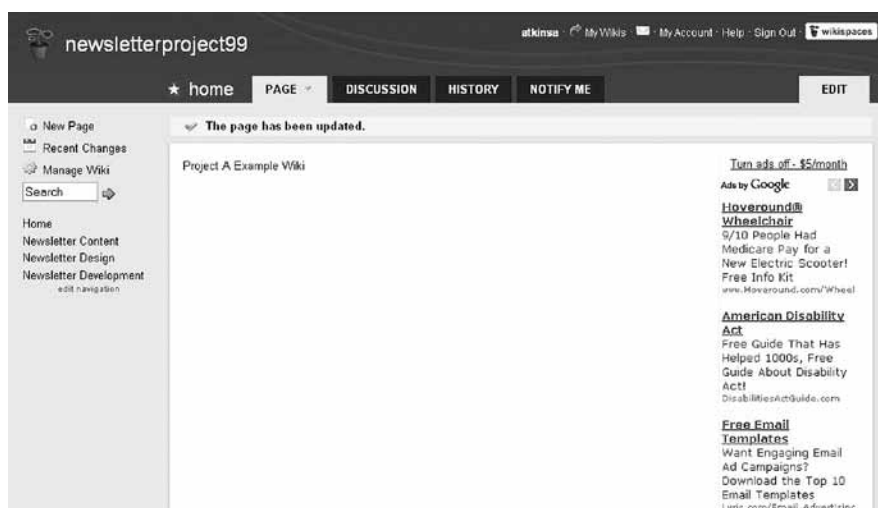 newsletterproject99
atkinsa · My Wikis · My Account · Help · Sign Out · wikispaces
home PAGE DISCUSSION HISTORY NOTIFY ME EDIT
New Page
Recent Changes
Manage Wiki
Search
Home
Newsletter Content
Newsletter Design
Newsletter Development
edit navigation
The page has been updated.
Project A Example Wiki
Turn ads off - $5/month
Ads by Google
Hoveround®
Wheelchair
9/10 People Had
Medicare Pay for a
New Electric Scooter!
Free Info Kit
www.Hoveround.com/Wheel
American Disability
Act
Free Guide That Has
Helped 1000s, Free
Guide About Disability
Act!
DisabilitiesActGuide.com
Free Email
Templates
Want Engaging Email
Ad Campaigns?
Download the Top 10
Email Templates